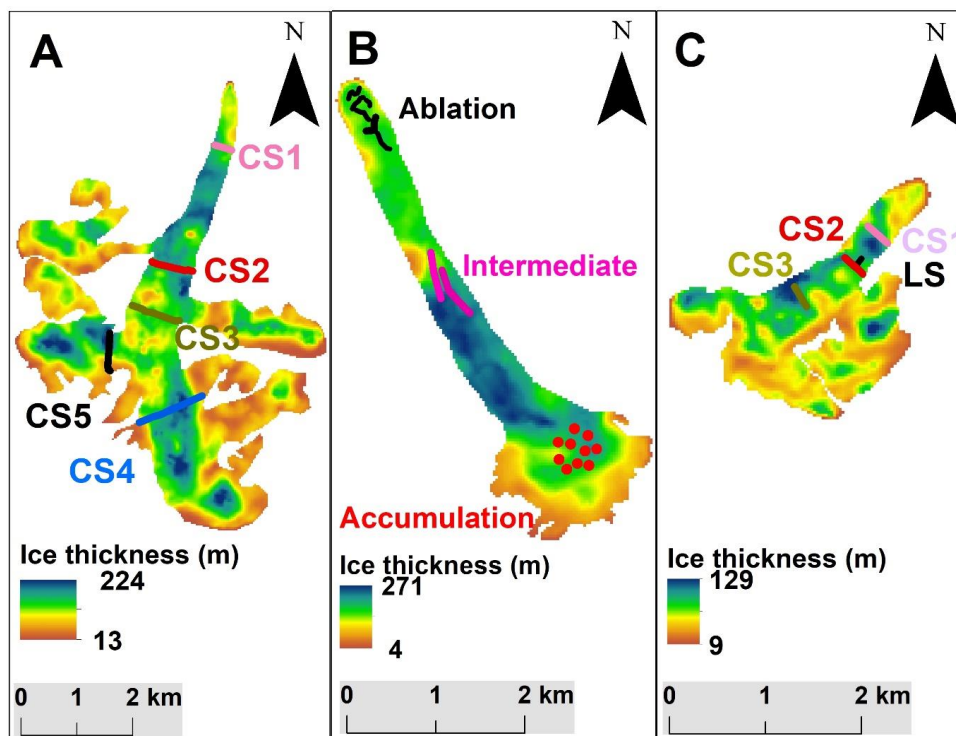 A
N
CS1
CS2
CS3
CS5
CS4
Ice thickness (m)
224
13
0 1 2 km
B
N
Ablation
Intermediate
Accumulation
Ice thickness (m)
271
4
0 1 2 km
C
N
CS2
CS1
CS3
LS
Ice thickness (m)
129
9
0 1 2 km